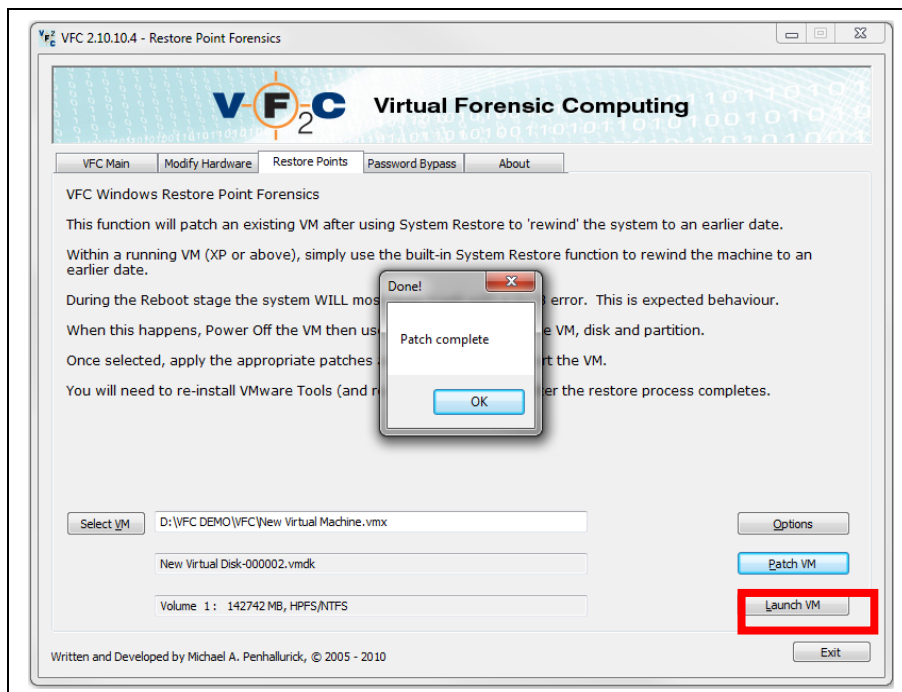 VFC 2.10.10.4 - Restore Point Forensics
V-F-C 2 Virtual Forensic Computing
VFC Main Modify Hardware Restore Points Password Bypass About
VFC Windows Restore Point Forensics
This function will patch an existing VM after using System Restore to 'rewind' the system to an earlier date.
Within a running VM (XP or above), simply use the built-in System Restore function to rewind the machine to an
earlier date.
During the Reboot stage the system WILL error. This is expected behaviour.
When this happens, Power Off the VM then VM, disk and partition.
Once selected, apply the appropriate patches the VM.
You will need to re-install VMware Tools (and the restore process completes.
Done!
Patch complete
OK
Select VM D:\VFC DEMO\VFC\New Virtual Machine.vmx Options
New Virtual Disk-000002.vmdk Patch VM
Volume 1 : 142742 MB, HPFS/NTFS Launch VM
Written and Developed by Michael A. Penhallurick, © 2005 - 2010 Exit